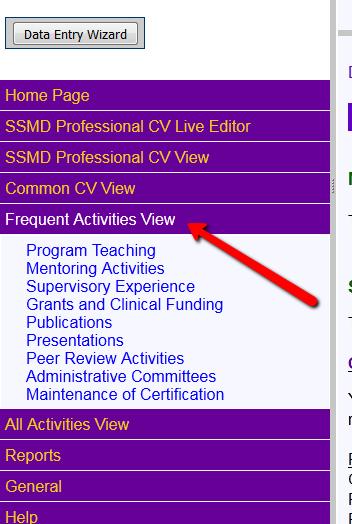 Data Entry Wizard
Home Page
SSMD Professional CV Live Editor
SSMD Professional CV View
Common CV View
Frequent Activities View
Program Teaching
Mentoring Activities
Supervisory Experience
Grants and Clinical Funding
Publications
Presentations
Peer Review Activities
Administrative Committees
Maintenance of Certification
All Activities View
Reports
General
Help